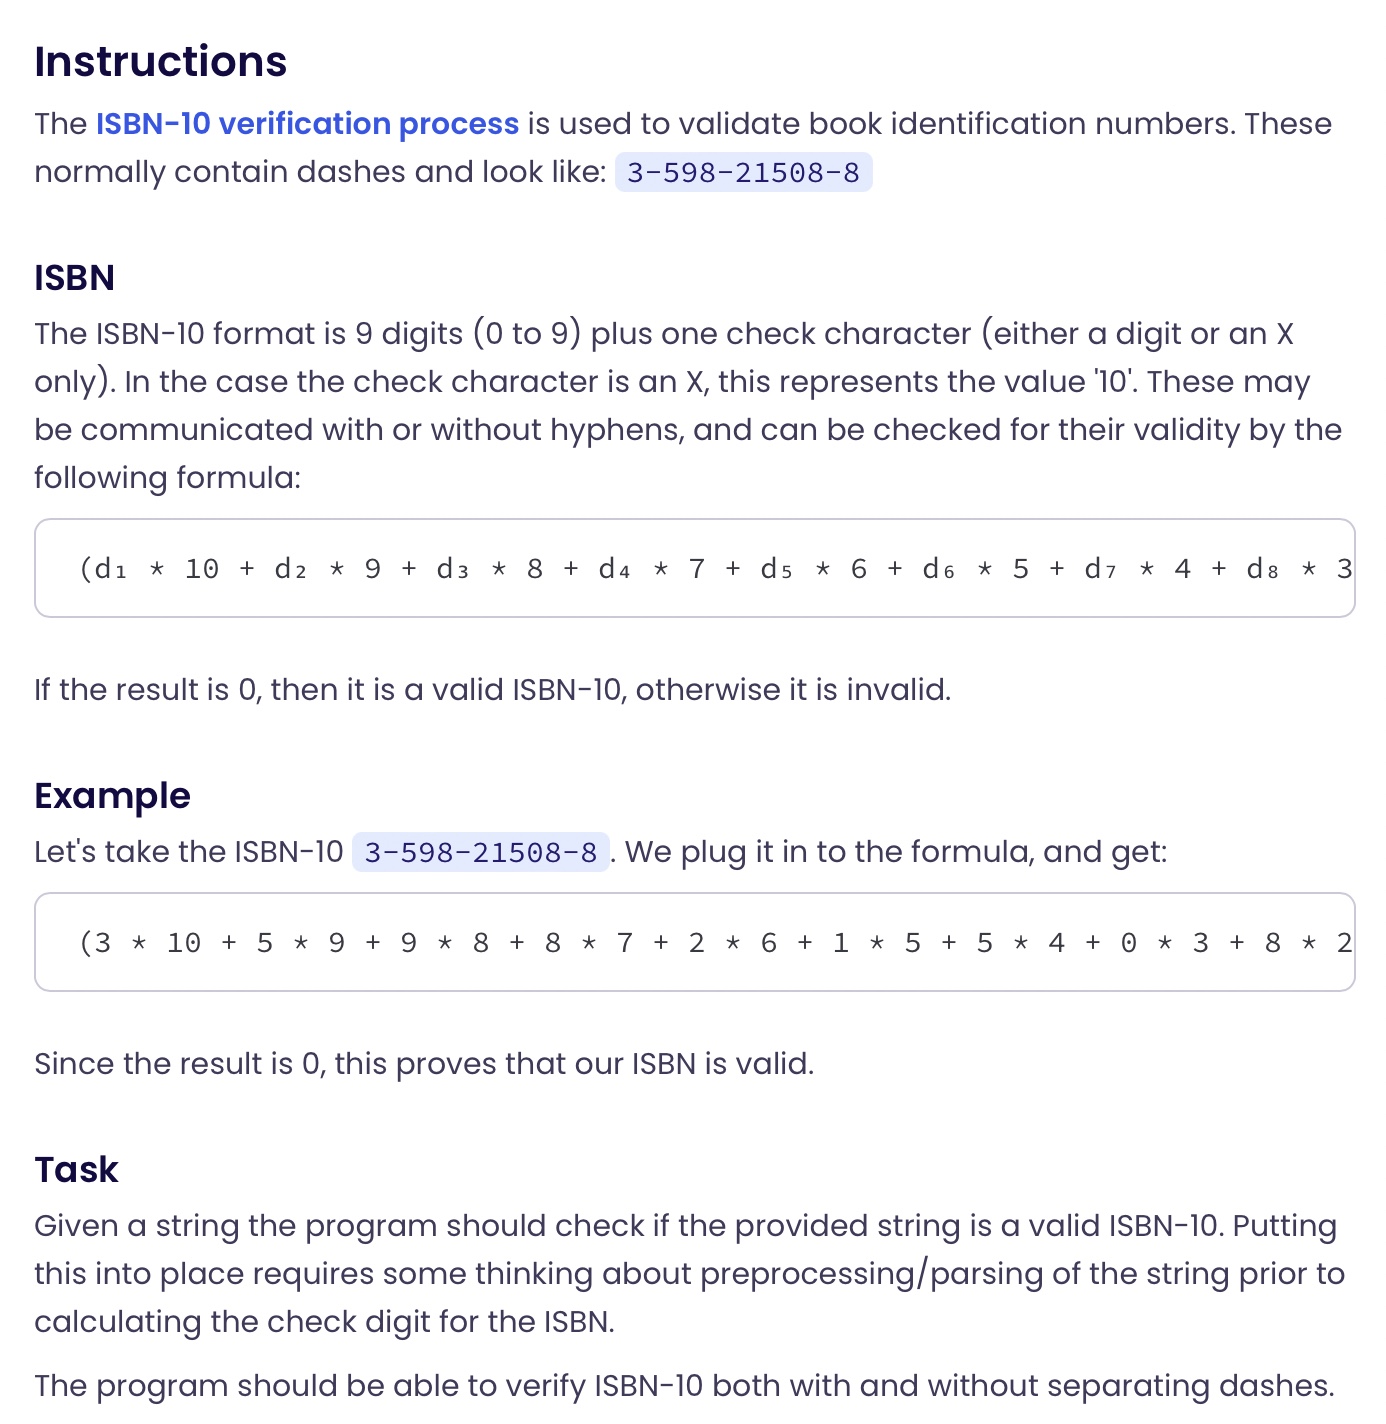 Instructions
The ISBN-10 verification process is used to validate book identification numbers. These
normally contain dashes and look like: 3-598-21508-8
ISBN
The ISBN-10 format is 9 digits (0 to 9) plus one check character (either a digit or an X
only). In the case the check character is an X, this represents the value '10'. These may
be communicated with or without hyphens, and can be checked for their validity by the
following formula:
(d₁ * 10 + d₂ * 9 + d₃ * 8 + d₄ * 7 + d₅ * 6 + d₆ * 5 + d₇ * 4 + d₈ * 3
If the result is 0, then it is a valid ISBN-10, otherwise it is invalid.
Example
Let's take the ISBN-10 3-598-21508-8. We plug it in to the formula, and get:
(3 * 10 + 5 * 9 + 9 * 8 + 8 * 7 + 2 * 6 + 1 * 5 + 5 * 4 + 0 * 3 + 8 * 2
Since the result is 0, this proves that our ISBN is valid.
Task
Given a string the program should check if the provided string is a valid ISBN-10. Putting
this into place requires some thinking about preprocessing/parsing of the string prior to
calculating the check digit for the ISBN.
The program should be able to verify ISBN-10 both with and without separating dashes.